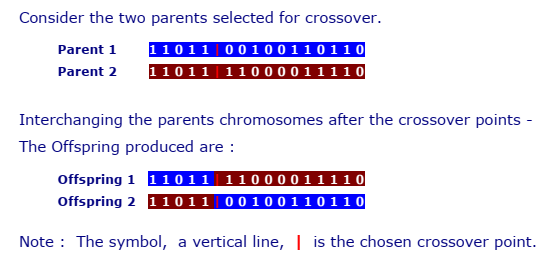 Consider the two parents selected for crossover.
Parent 1 1 1 0 1 1 | 0 0 1 0 0 1 1 0 1 1 0
Parent 2 1 1 0 1 1 | 1 1 0 0 0 0 1 1 1 1 0
Interchanging the parents chromosomes after the crossover points -
The Offspring produced are :
Offspring 1 1 1 0 1 1 | 1 1 0 0 0 0 1 1 1 1 0
Offspring 2 1 1 0 1 1 | 0 0 1 0 0 1 1 0 1 1 0
Note : The symbol, a vertical line, | is the chosen crossover point.